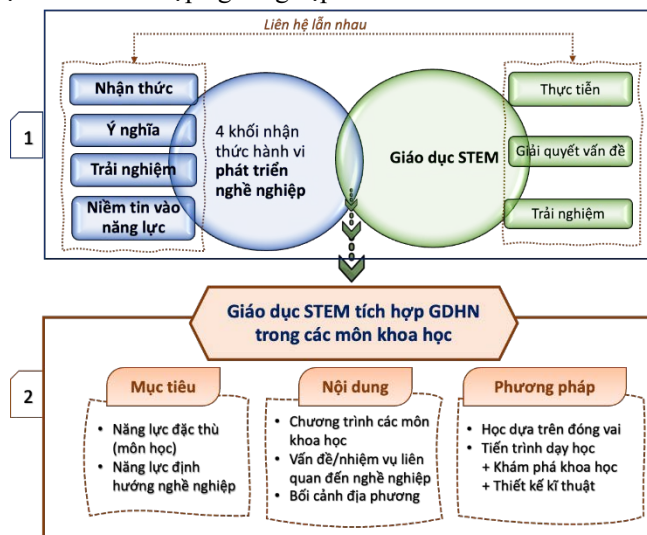 Liên hệ lẫn nhau
1
Nhận thức
Ý nghĩa
Trải nghiệm
Niềm tin vào
năng lực
4 khối nhận
thức hành vi
phát triển
nghề nghiệp
Giáo dục STEM
Thực tiễn
Giải quyết vấn đề
Trải nghiệm
Giáo dục STEM tích hợp GDHN
trong các môn khoa học
2
Mục tiêu
• Năng lực đặc thù
(môn học)
• Năng lực định
hướng nghề nghiệp
Nội dung
• Chương trình các môn
khoa học
• Vấn đề/nhiệm vụ liên
quan đến nghề nghiệp
• Bối cảnh địa phương
Phương pháp
• Học dựa trên đóng vai
• Tiến trình dạy học
+ Khám phá khoa học
+ Thiết kế kĩ thuật